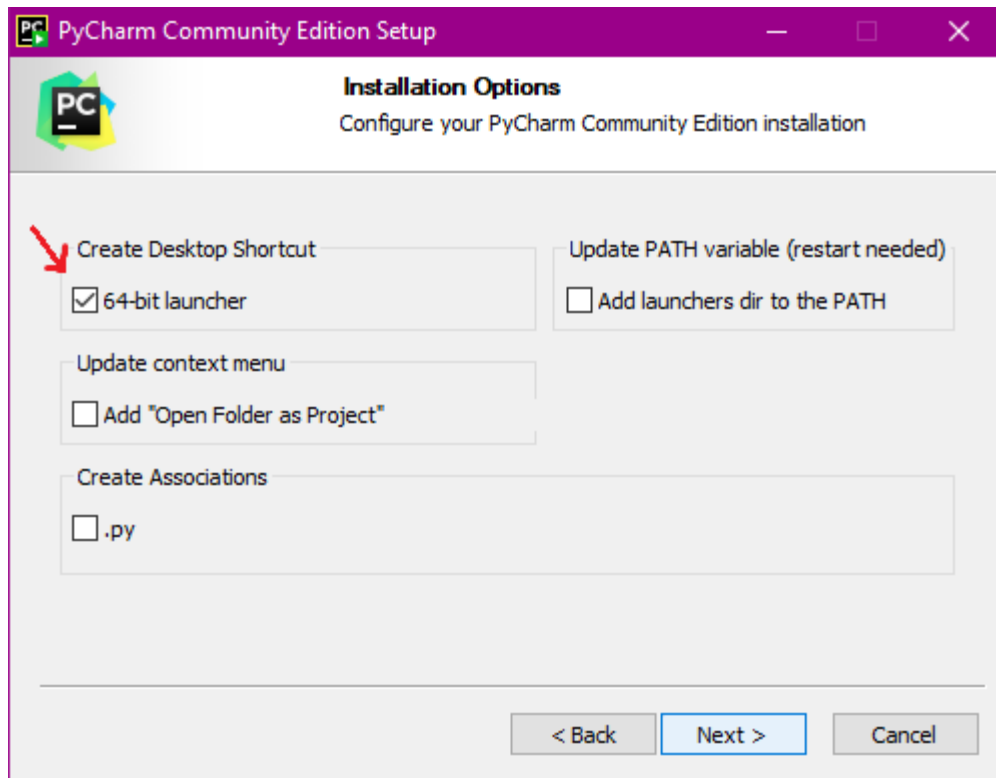 PyCharm Community Edition Setup
PC
Installation Options
Configure your PyCharm Community Edition installation
Create Desktop Shortcut
64-bit launcher
Update PATH variable (restart needed)
Add launchers dir to the PATH
Update context menu
Add "Open Folder as Project"
Create Associations
.py
< Back
Next >
Cancel